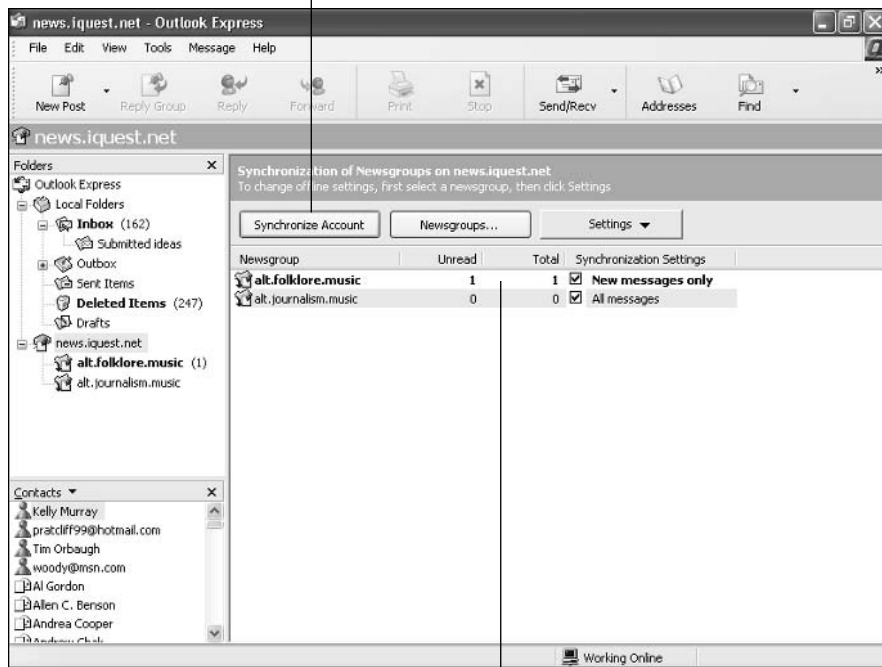 news.iquest.net - Outlook Express
File Edit View Tools Message Help
New Post Reply Group Reply Forward Print Stop Send/Recv Addresses Find
news.iquest.net
Folders
Outlook Express
Local Folders
Inbox (162)
Submitted ideas
Outbox
Sent Items
Deleted Items (247)
Drafts
news.iquest.net
alt.folklore.music (1)
alt.journalism.music
Contacts
Kelly Murray
pratcliff99@hotmail.com
Tim Orbaugh
woody@msn.com
Al Gordon
Allen C. Benson
Andrea Cooper
Synchronization of Newsgroups on news.iquest.net
To change offline settings, first select a newsgroup, then click Settings
Synchronize Account Newsgroups... Settings
Newsgroup Unread Total Synchronization Settings
alt.folklore.music 1 1 New messages only
alt.journalism.music 0 0 All messages
Working Online